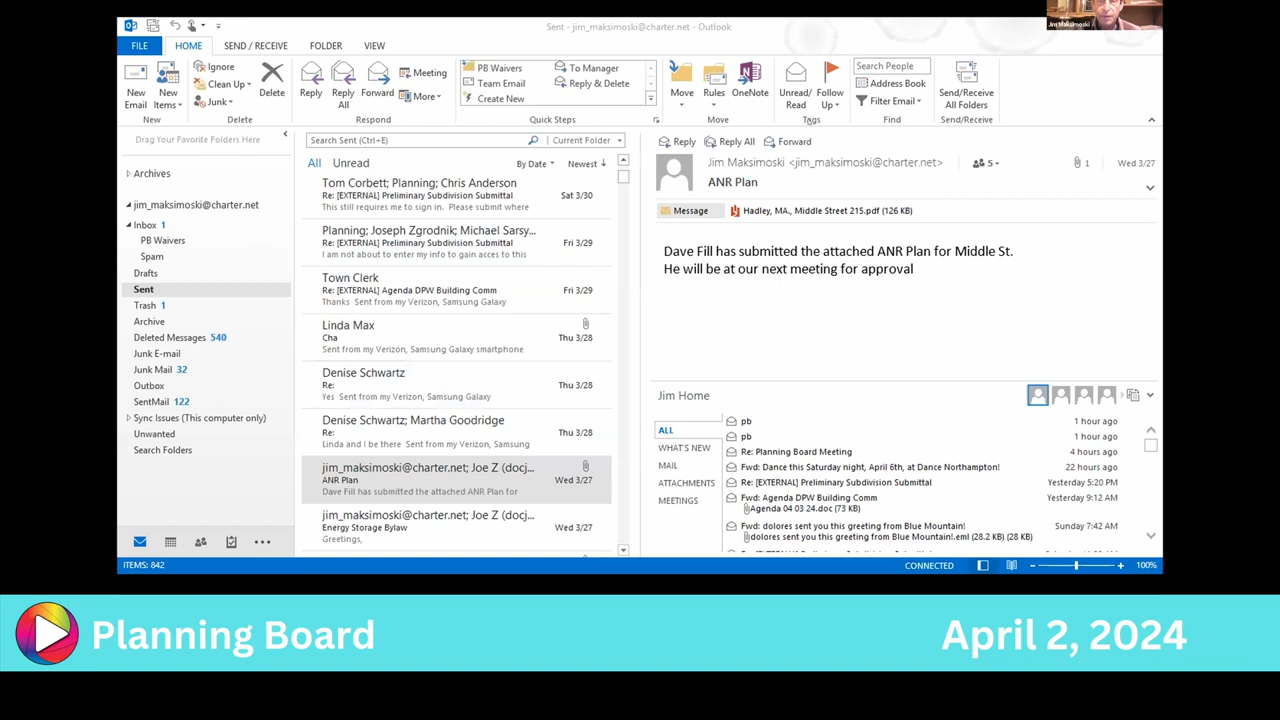 Sent - jim_maksimoski@charter.net - Outlook
Jim Maksimoski
FILE HOME SEND / RECEIVE FOLDER VIEW
New Email
New Items
New
Ignore
Clean Up
Junk
Delete
Delete
Reply
Reply All
Forward
Meeting
More
Respond
PB Waivers
Team Email
Create New
To Manager
Reply & Delete
Quick Steps
Move
Rules
OneNote
Move
Unread/ Read
Follow Up
Tags
Search People
Address Book
Filter Email
Find
Send/Receive All Folders
Send/Receive
Drag Your Favorite Folders Here
Archives
jim_maksimoski@charter.net
Inbox 1
PB Waivers
Spam
Drafts
Sent
Trash 1
Archive
Deleted Messages 540
Junk E-mail
Junk Mail 32
Outbox
SentMail 122
Sync Issues (This computer only)
Unwanted
Search Folders
Search Sent (Ctrl+E) Current Folder
All Unread By Date Newest
Tom Corbett; Planning; Chris Anderson
Re: [EXTERNAL] Preliminary Subdivision Submittal Sat 3/30
This still requires me to sign in. Please submit where
Planning; Joseph Zgrodnik; Michael Sarsy...
Re: [EXTERNAL] Preliminary Subdivision Submittal Fri 3/29
I am not about to enter my info to gain acces to this
Town Clerk
Re: [EXTERNAL] Agenda DPW Building Comm Fri 3/29
Thanks Sent from my Verizon, Samsung Galaxy
Linda Max
Cha Thu 3/28
Sent from my Verizon, Samsung Galaxy smartphone
Denise Schwartz
Re: Thu 3/28
Yes Sent from my Verizon, Samsung Galaxy
Denise Schwartz; Martha Goodridge
Re: Thu 3/28
Linda and I be there Sent from my Verizon, Samsung
jim_maksimoski@charter.net; Joe Z (docj...
ANR Plan Wed 3/27
Dave Fill has submitted the attached ANR Plan for
jim_maksimoski@charter.net; Joe Z (docj...
Energy Storage Bylaw Wed 3/27
Greetings,
Reply Reply All Forward
Jim Maksimoski <jim_maksimoski@charter.net> 5 1 Wed 3/27
ANR Plan
Message Hadley, MA., Middle Street 215.pdf (126 KB)
Dave Fill has submitted the attached ANR Plan for Middle St.
He will be at our next meeting for approval
Jim Home
ALL
WHAT'S NEW
MAIL
ATTACHMENTS
MEETINGS
pb 1 hour ago
pb 1 hour ago
Re: Planning Board Meeting 4 hours ago
Fwd: Dance this Saturday night, April 6th, at Dance Northampton! 22 hours ago
Re: [EXTERNAL] Preliminary Subdivision Submittal Yesterday 5:20 PM
Fwd: Agenda DPW Building Comm Yesterday 9:12 AM
Agenda 04 03 24.doc (73 KB)
Fwd: dolores sent you this greeting from Blue Mountain! Sunday 7:42 AM
dolores sent you this greeting from Blue Mountain!.eml (28.2 KB) (28 KB)
ITEMS: 842 CONNECTED 100%
Planning Board April 2, 2024